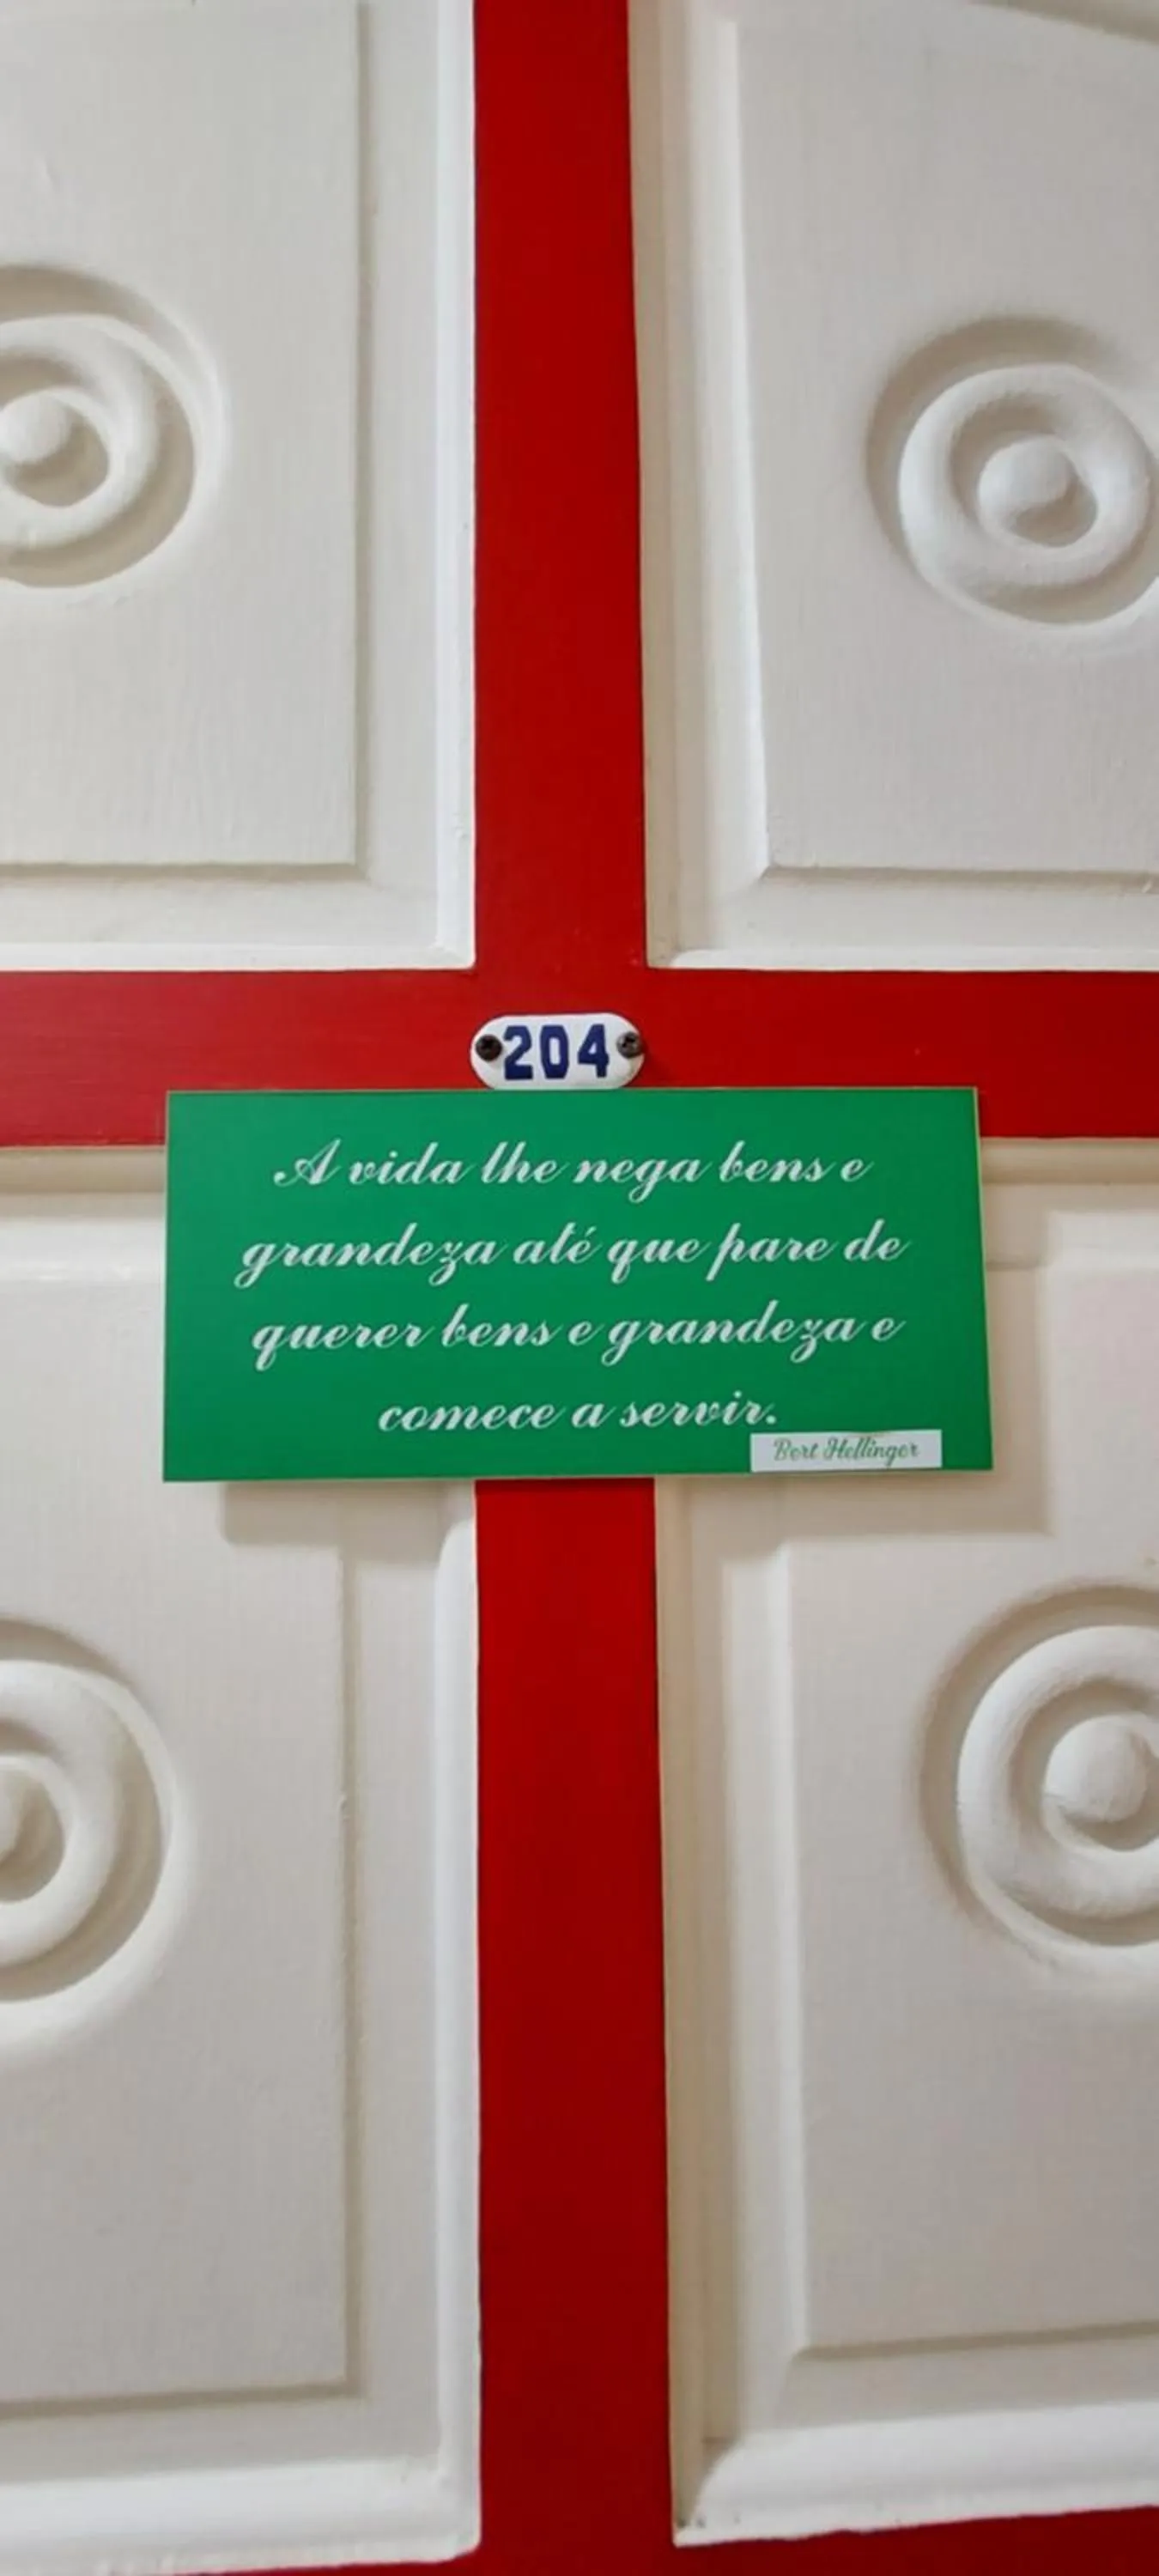 204
A vida lhe nega bens e
grandeza até que pare de
querer bens e grandeza e
comece a servir.
Bert Hellinger